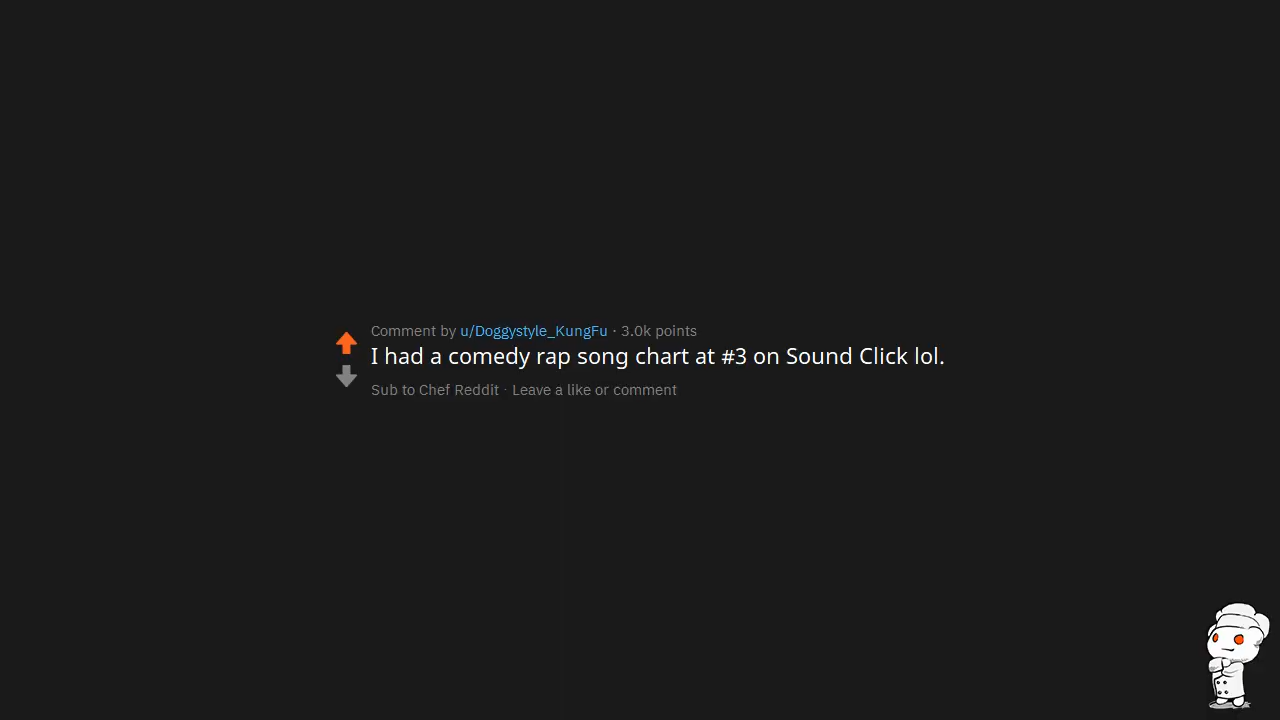 Comment by u/Doggystyle_KungFu · 3.0k points
I had a comedy rap song chart at #3 on Sound Click lol.
Sub to Chef Reddit · Leave a like or comment